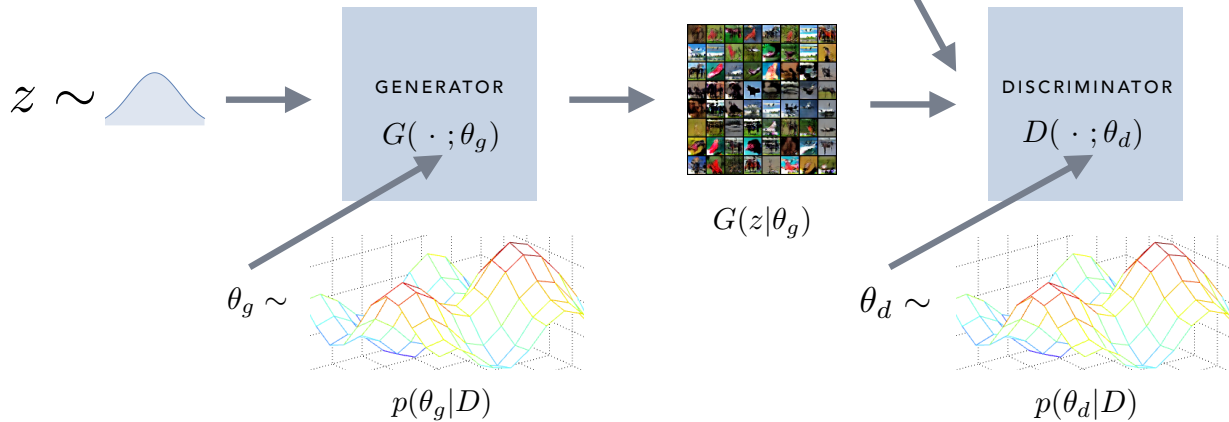 z ∼
GENERATOR
G( · ; θ_g)
DISCRIMINATOR
D( · ; θ_d)
G(z|θ_g)
θ_g ∼
θ_d ∼
p(θ_g|D)
p(θ_d|D)